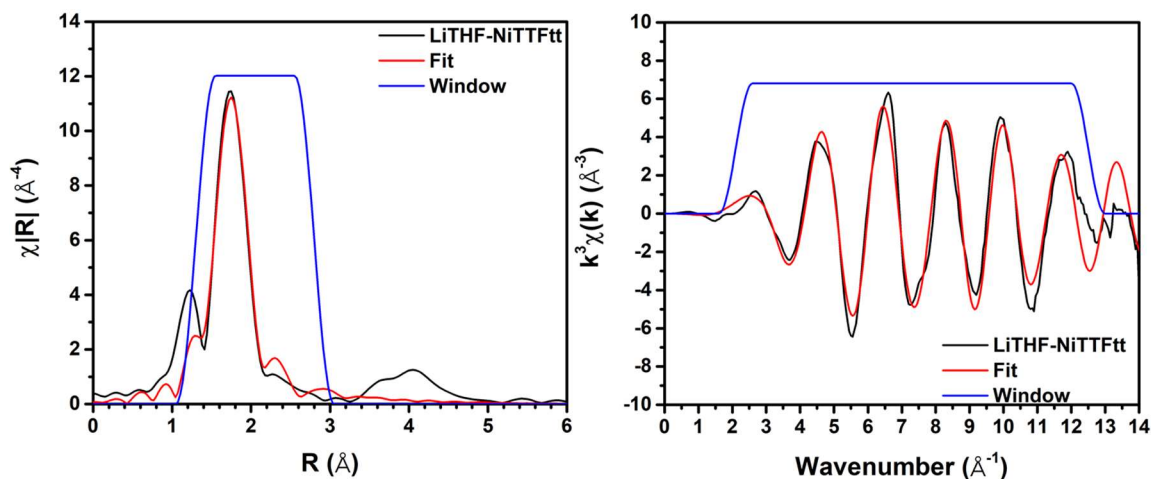 LiTHF-NiTTFtt
Fit
Window
14
12
10
8
6
4
2
0
χ|R| (Å⁻⁴)
0 1 2 3 4 5 6
R (Å)
10
8
6
4
2
0
-2
-4
-6
-8
-10
k³χ(k) (Å⁻³)
LiTHF-NiTTFtt
Fit
Window
0 1 2 3 4 5 6 7 8 9 10 11 12 13 14
Wavenumber (Å⁻¹)